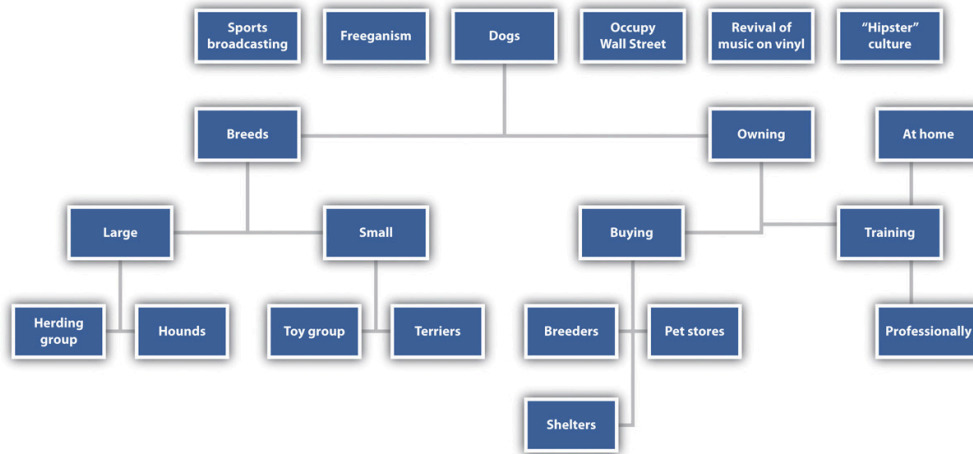 Sports
broadcasting
Freeganism
Dogs
Occupy
Wall Street
Revival of
music on vinyl
“Hipster”
culture
Breeds
Owning
At home
Large
Small
Buying
Training
Herding
group
Hounds
Toy group
Terriers
Breeders
Pet stores
Professionally
Shelters